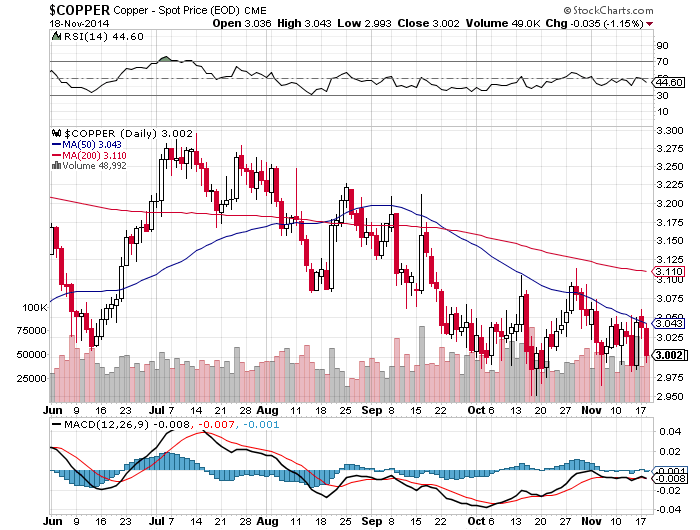 $COPPER Copper - Spot Price (EOD) CME © StockCharts.com
18-Nov-2014 Open 3.036 High 3.043 Low 2.993 Close 3.002 Volume 49.0K Chg -0.035 (-1.15%)
RSI(14) 44.60
90
70
50
44.60
30
10
$COPPER (Daily) 3.002
MA(50) 3.043
MA(200) 3.110
Volume 48,992
3.300
3.275
3.250
3.225
3.200
3.175
3.150
3.125
3.110
3.100
3.075
3.050
3.043
3.002
2.975
2.950
100K
75000
50000
25000
Jun 9 16 23 Jul 7 14 21 28 Aug 11 18 25 Sep 8 15 22 Oct 6 13 20 27 Nov 10 17
MACD(12,26,9) -0.008, -0.007, -0.001
0.04
0.02
-0.001
-0.008
-0.02
-0.04
Jun 9 16 23 Jul 7 14 21 28 Aug 11 18 25 Sep 8 15 22 Oct 6 13 20 27 Nov 10 17